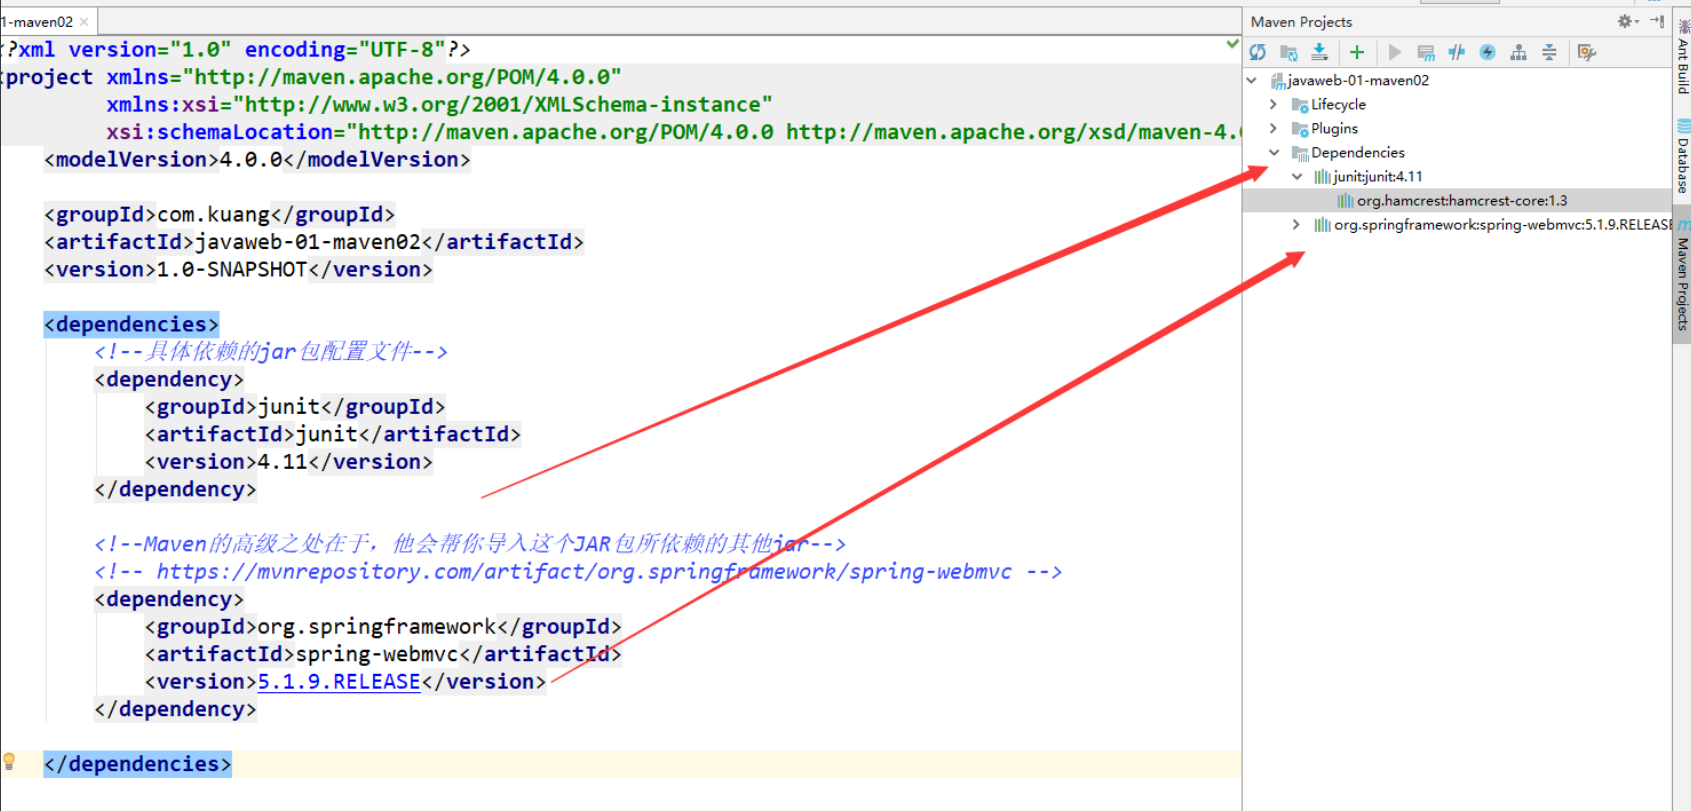 1-maven02
<?xml version="1.0" encoding="UTF-8"?>
project xmlns="http://maven.apache.org/POM/4.0.0"
xmlns:xsi="http://www.w3.org/2001/XMLSchema-instance"
xsi:schemaLocation="http://maven.apache.org/POM/4.0.0 http://maven.apache.org/xsd/maven-4.
<modelVersion>4.0.0</modelVersion>
<groupId>com.kuang</groupId>
<artifactId>javaweb-01-maven02</artifactId>
<version>1.0-SNAPSHOT</version>
<dependencies>
<!--具体依赖的jar包配置文件-->
<dependency>
<groupId>junit</groupId>
<artifactId>junit</artifactId>
<version>4.11</version>
</dependency>
<!--Maven的高级之处在于，他会帮你导入这个JAR包所依赖的其他jar-->
<!-- https://mvnrepository.com/artifact/org.springframework/spring-webmvc -->
<dependency>
<groupId>org.springframework</groupId>
<artifactId>spring-webmvc</artifactId>
<version>5.1.9.RELEASE</version>
</dependency>
</dependencies>
Maven Projects
javaweb-01-maven02
Lifecycle
Plugins
Dependencies
junit:junit:4.11
org.hamcrest:hamcrest-core:1.3
org.springframework:spring-webmvc:5.1.9.RELEASE
Ant Build
Database
Maven Projects